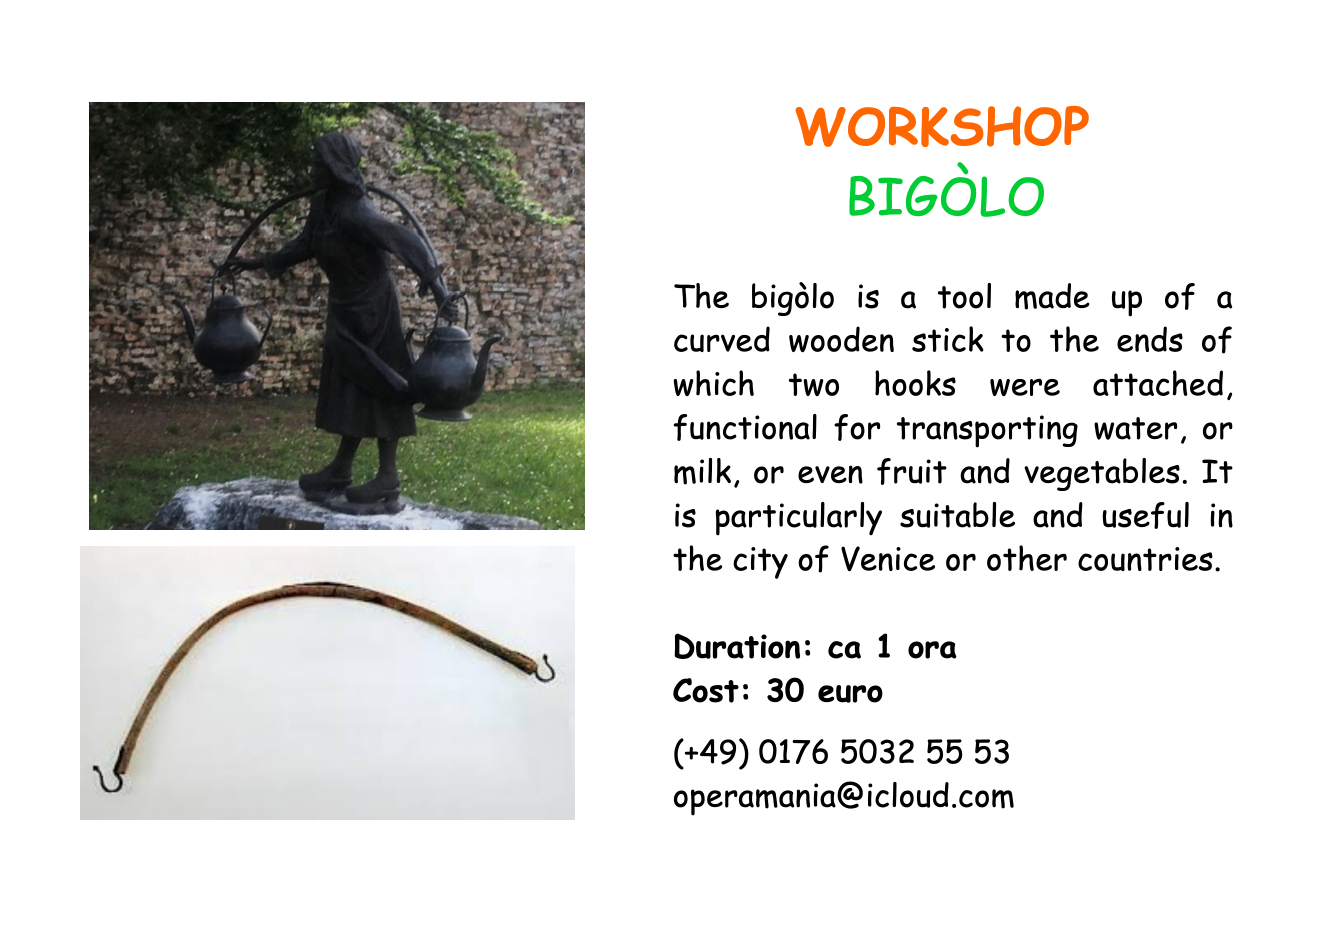 WORKSHOP
BIGÒLO
The bigòlo is a tool made up of a
curved wooden stick to the ends of
which two hooks were attached,
functional for transporting water, or
milk, or even fruit and vegetables. It
is particularly suitable and useful in
the city of Venice or other countries.
Duration: ca 1 ora
Cost: 30 euro
(+49) 0176 5032 55 53
operamania@icloud.com